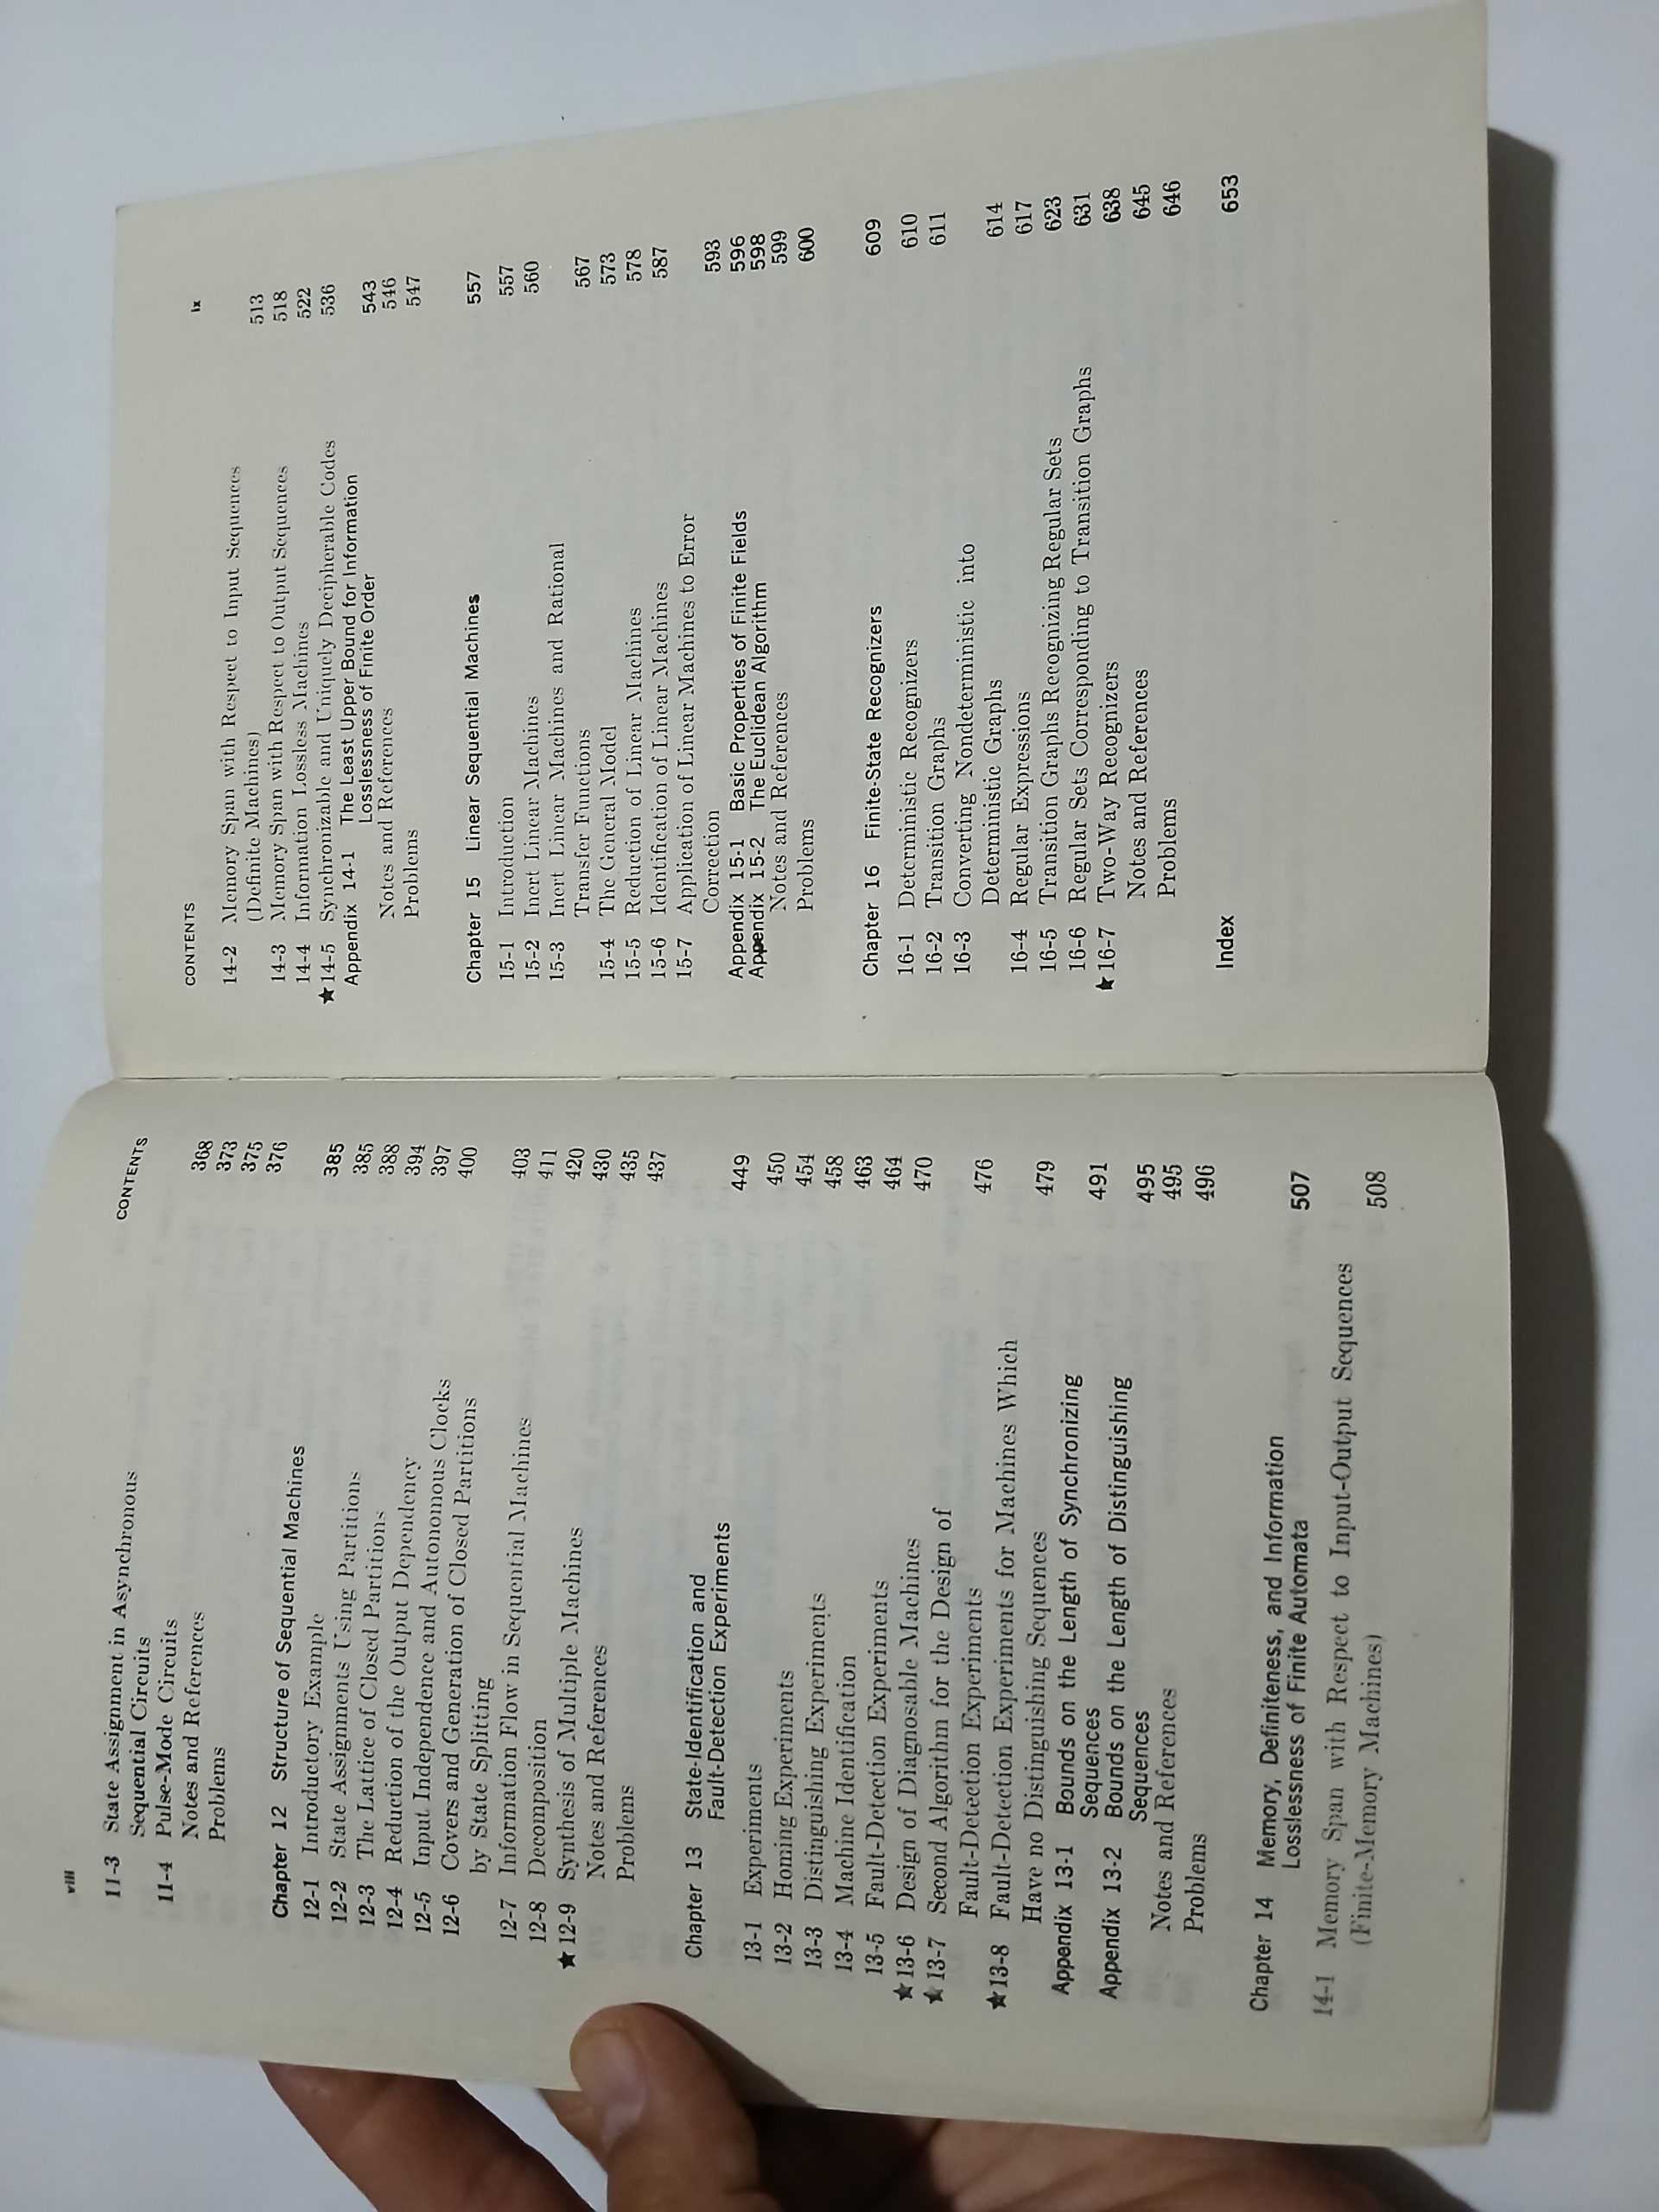 viii CONTENTS
11-3 State Assignment in Asynchronous
Sequential Circuits 368
11-4 Pulse-Mode Circuits 373
Notes and References 375
Problems 376
Chapter 12 Structure of Sequential Machines 385
12-1 Introductory Example 385
12-2 State Assignments Using Partitions 388
12-3 The Lattice of Closed Partitions 394
12-4 Reduction of the Output Dependency 397
12-5 Input Independence and Autonomous Clocks 400
12-6 Covers and Generation of Closed Partitions
by State Splitting 403
12-7 Information Flow in Sequential Machines 411
12-8 Decomposition 420
★ 12-9 Synthesis of Multiple Machines 430
Notes and References 435
Problems 437
Chapter 13 State-Identification and
Fault-Detection Experiments 449
13-1 Experiments 450
13-2 Homing Experiments 454
13-3 Distinguishing Experiments 458
13-4 Machine Identification 463
13-5 Fault-Detection Experiments 464
★ 13-6 Design of Diagnosable Machines 470
★ 13-7 Second Algorithm for the Design of
Fault-Detection Experiments 476
★ 13-8 Fault-Detection Experiments for Machines Which
Have no Distinguishing Sequences 479
Appendix 13-1 Bounds on the Length of Synchronizing
Sequences 491
Appendix 13-2 Bounds on the Length of Distinguishing
Sequences 495
Notes and References 495
Problems 496
Chapter 14 Memory, Definiteness, and Information
Losslessness of Finite Automata 507
14-1 Memory Span with Respect to Input-Output Sequences
(Finite-Memory Machines) 508
CONTENTS ix
14-2 Memory Span with Respect to Input Sequences
(Definite Machines) 513
14-3 Memory Span with Respect to Output Sequences 518
14-4 Information Lossless Machines 522
★ 14-5 Synchronizable and Uniquely Decipherable Codes 536
Appendix 14-1 The Least Upper Bound for Information
Losslessness of Finite Order 543
Notes and References 546
Problems 547
Chapter 15 Linear Sequential Machines 557
15-1 Introduction 557
15-2 Inert Linear Machines 560
15-3 Inert Linear Machines and Rational
Transfer Functions 567
15-4 The General Model 573
15-5 Reduction of Linear Machines 578
15-6 Identification of Linear Machines 587
15-7 Application of Linear Machines to Error
Correction 593
Appendix 15-1 Basic Properties of Finite Fields 596
Appendix 15-2 The Euclidean Algorithm 598
Notes and References 599
Problems 600
Chapter 16 Finite-State Recognizers 609
16-1 Deterministic Recognizers 610
16-2 Transition Graphs 611
16-3 Converting Nondeterministic into
Deterministic Graphs 614
16-4 Regular Expressions 617
16-5 Transition Graphs Recognizing Regular Sets 623
16-6 Regular Sets Corresponding to Transition Graphs 631
★ 16-7 Two-Way Recognizers 638
Notes and References 645
Problems 646
Index 653